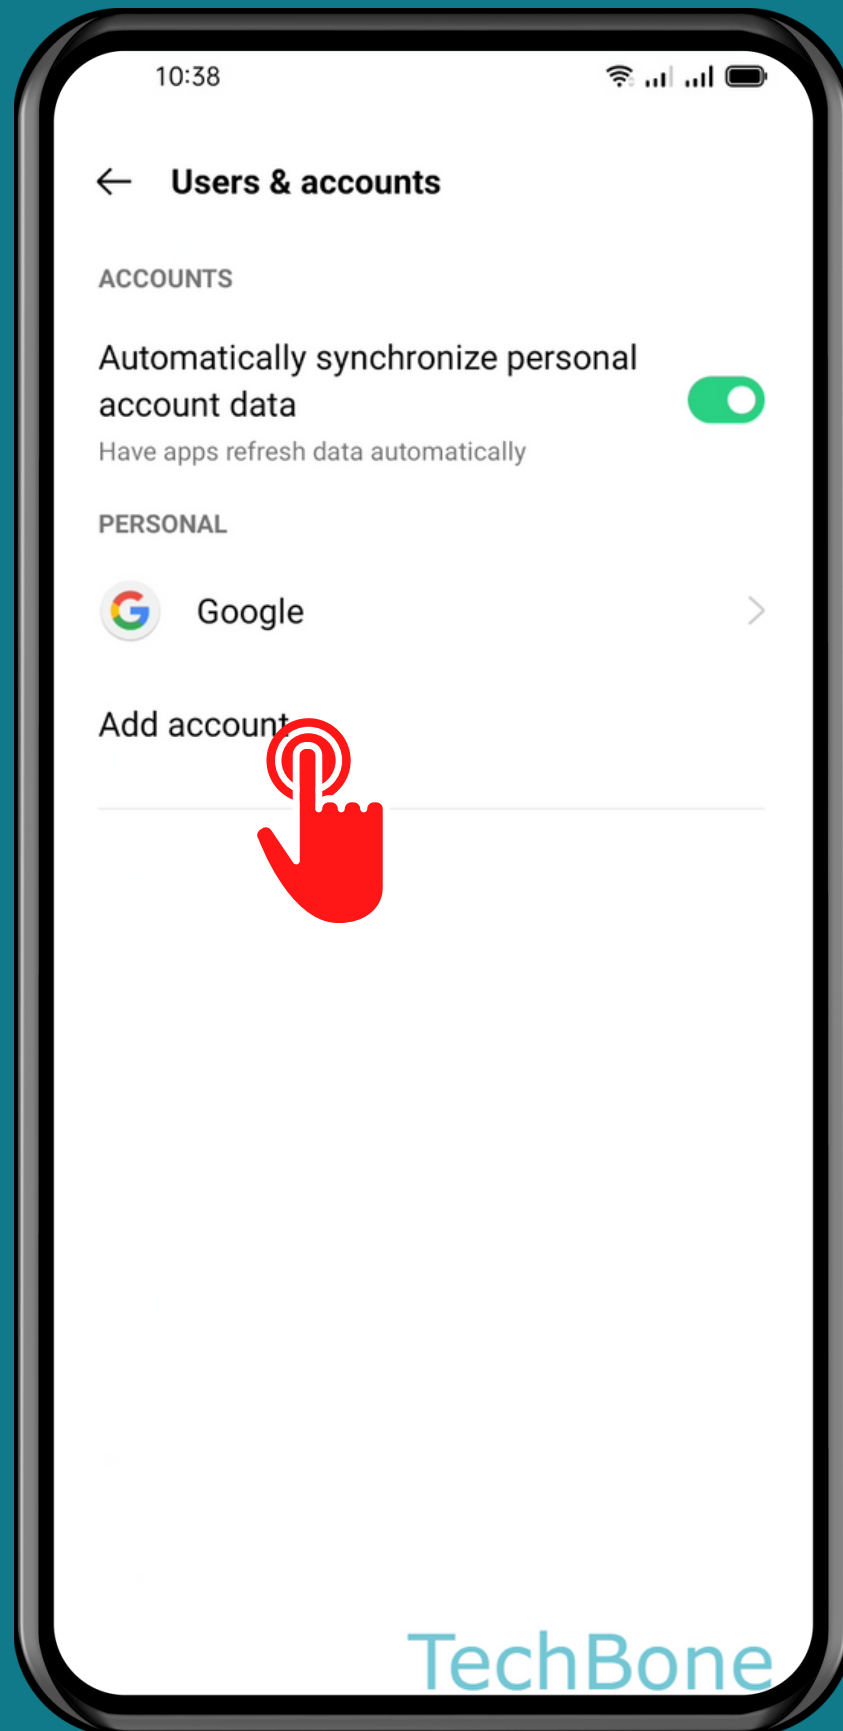 10:38
Users & accounts
ACCOUNTS
Automatically synchronize personal
account data
Have apps refresh data automatically
PERSONAL
Google
Add account
TechBone